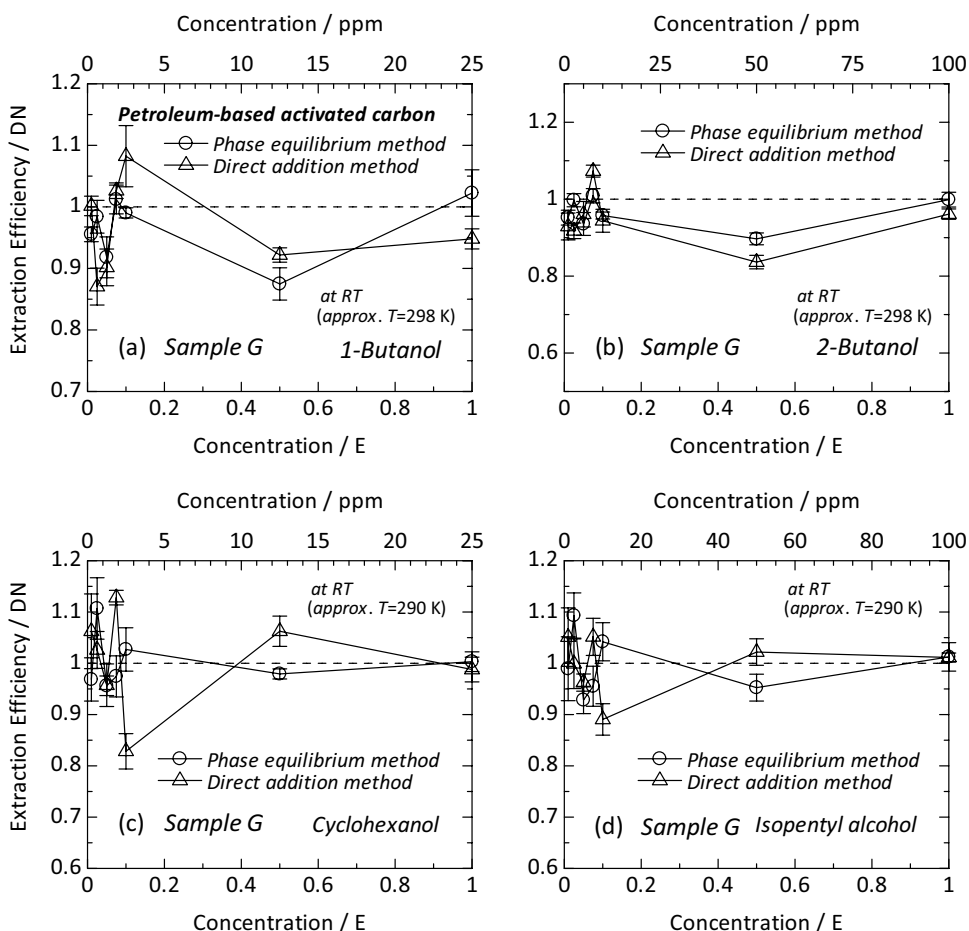 Concentration / ppm
0 5 10 15 20 25
Extraction Efficiency / DN
1.2
1.1
1
0.9
0.8
0.7
Petroleum-based activated carbon
Phase equilibrium method
Direct addition method
at RT
(approx. T=298 K)
(a) Sample G 1-Butanol
0 0.2 0.4 0.6 0.8 1
Concentration / E
Concentration / ppm
0 25 50 75 100
1.2
1
0.8
0.6
Phase equilibrium method
Direct addition method
at RT
(approx. T=298 K)
(b) Sample G 2-Butanol
0 0.2 0.4 0.6 0.8 1
Concentration / E
Concentration / ppm
0 5 10 15 20 25
Extraction Efficiency / DN
1.2
1.1
1
0.9
0.8
0.7
0.6
at RT
(approx. T=290 K)
Phase equilibrium method
Direct addition method
(c) Sample G Cyclohexanol
0 0.2 0.4 0.6 0.8 1
Concentration / E
Concentration / ppm
0 20 40 60 80 100
1.2
1.1
1
0.9
0.8
0.7
0.6
at RT
(approx. T=290 K)
Phase equilibrium method
Direct addition method
(d) Sample G Isopentyl alcohol
0 0.2 0.4 0.6 0.8 1
Concentration / E